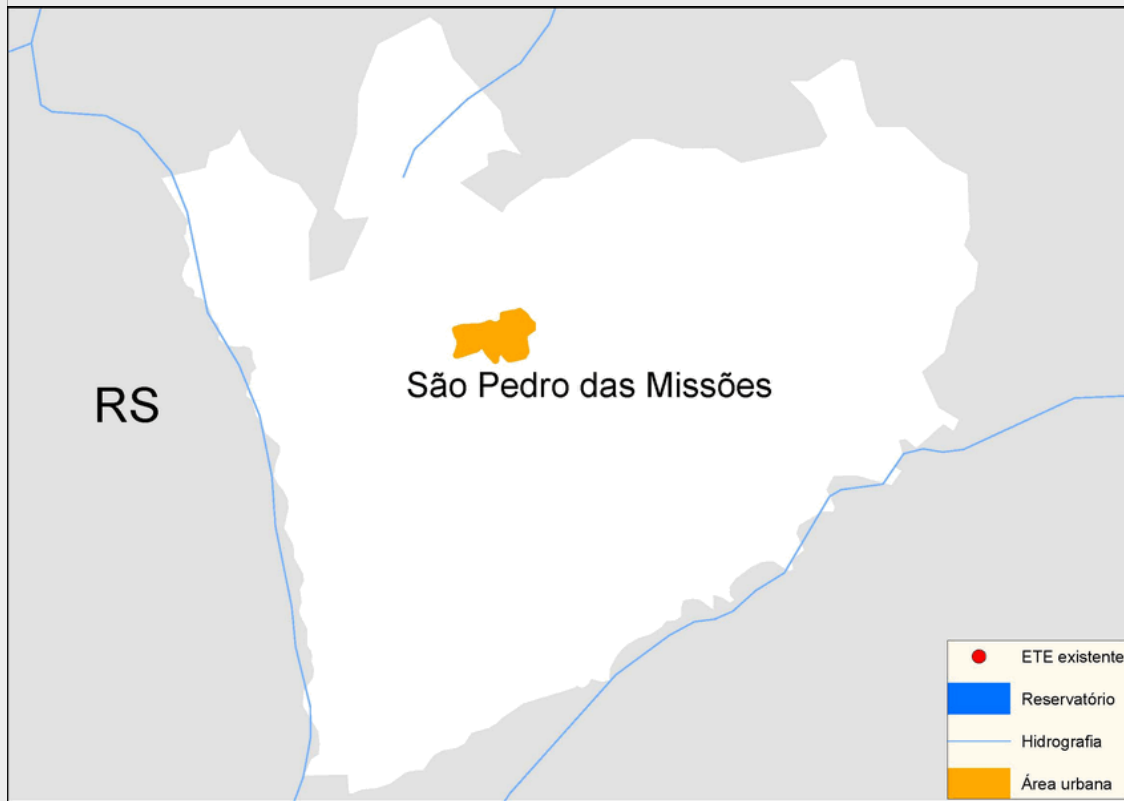 São Pedro das Missões
RS
ETE existente
Reservatório
Hidrografia
Área urbana